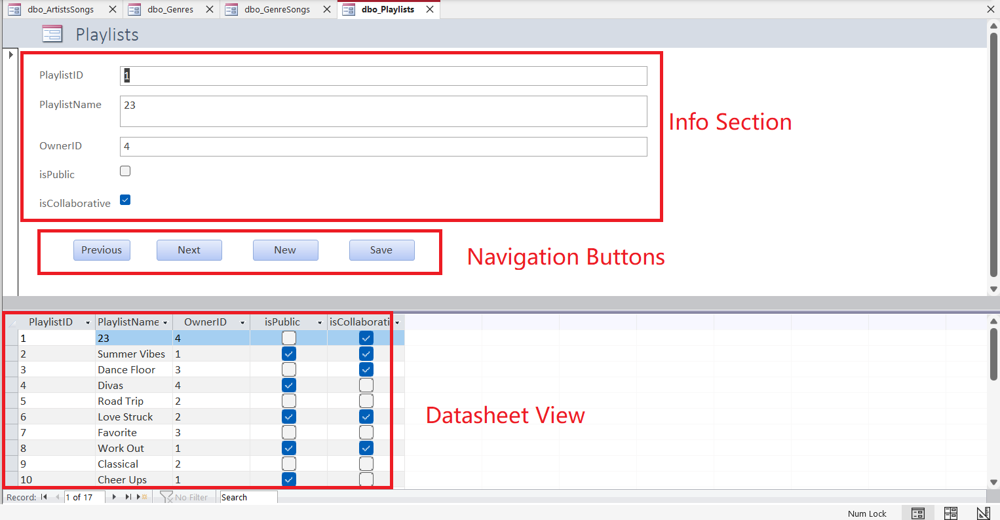 dbo_ArtistsSongs dbo_Genres dbo_GenreSongs dbo_Playlists
Playlists
PlaylistID 1
PlaylistName 23
Info Section
OwnerID 4
isPublic
isCollaborative
Previous Next New Save
Navigation Buttons
PlaylistID PlaylistName OwnerID isPublic isCollaborati
1 23 4
2 Summer Vibes 1
3 Dance Floor 3
4 Divas 4
5 Road Trip 2
6 Love Struck 2
Datasheet View
7 Favorite 3
8 Work Out 1
9 Classical 2
10 Cheer Ups 1
Record: 1 of 17 No Filter Search
Num Lock